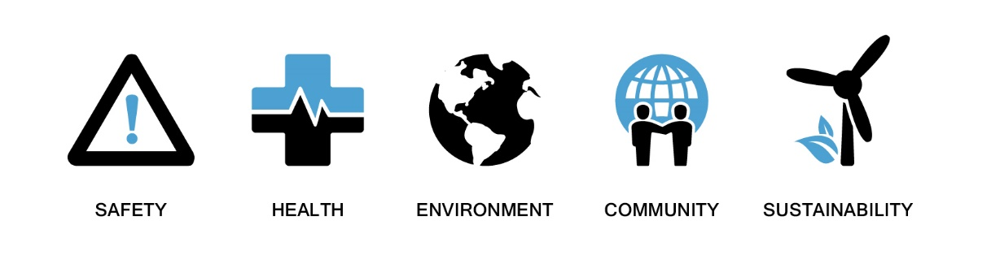 SAFETY
HEALTH
ENVIRONMENT
COMMUNITY
SUSTAINABILITY